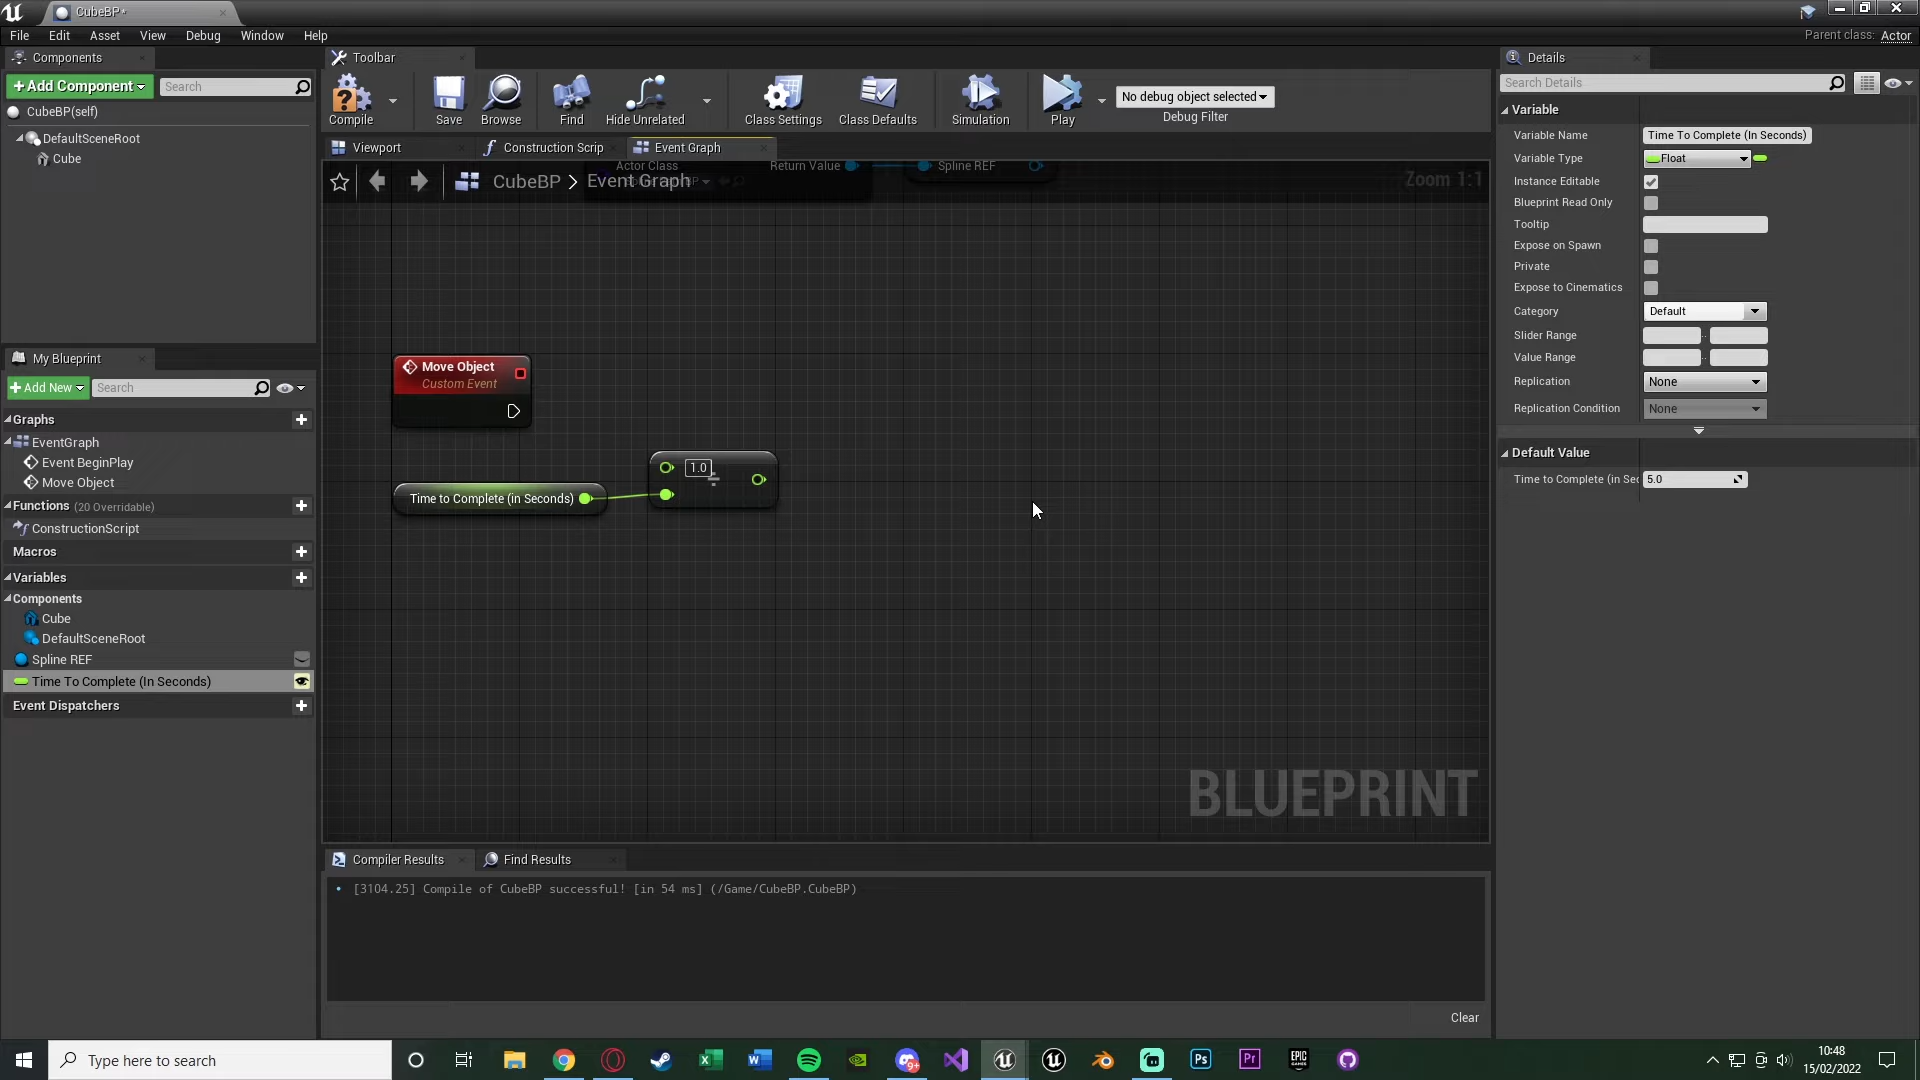 CubeBP*
File Edit Asset View Debug Window Help
Parent class: Actor
Components
+Add Component
Search
CubeBP(self)
DefaultSceneRoot
Cube
My Blueprint
+Add New
Search
Graphs
EventGraph
Event BeginPlay
Move Object
Functions (20 Overridable)
ConstructionScript
Macros
Variables
Components
Cube
DefaultSceneRoot
Spline REF
Time To Complete (In Seconds)
Event Dispatchers
Toolbar
Compile
Save
Browse
Find
Hide Unrelated
Class Settings
Class Defaults
Simulation
Play
No debug object selected
Debug Filter
Viewport
Construction Scrip
Event Graph
Actor Class
Return Value
Spline REF
CubeBP > Event Graph
Zoom 1:1
Move Object
Custom Event
1.0
Time to Complete (in Seconds)
BLUEPRINT
Compiler Results
Find Results
[3104.25] Compile of CubeBP successful! [in 54 ms] (/Game/CubeBP.CubeBP)
Clear
Details
Search Details
Variable
Variable Name Time To Complete (In Seconds)
Variable Type Float
Instance Editable
Blueprint Read Only
Tooltip
Expose on Spawn
Private
Expose to Cinematics
Category Default
Slider Range
Value Range
Replication None
Replication Condition None
Default Value
Time to Complete (in Sec 5.0
Type here to search
10:48
15/02/2022